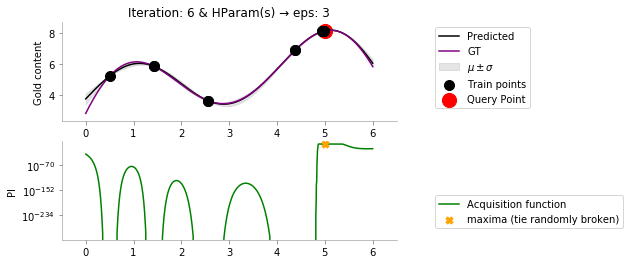 Iteration: 6 & HParam(s) → eps: 3
Gold content
8
6
4
0 1 2 3 4 5 6
Predicted
GT
μ ± σ
Train points
Query Point
PI
10⁻⁷⁰
10⁻¹⁵²
10⁻²³⁴
0 1 2 3 4 5 6
Acquisition function
maxima (tie randomly broken)